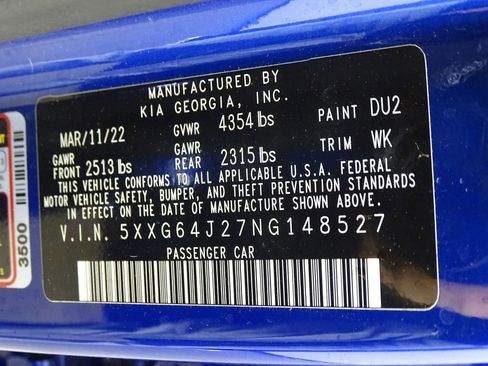 MANUFACTURED BY
KIA GEORGIA, INC.
MAR/11/22 GVWR 4354 lbs PAINT DU2
GAWR FRONT 2513 lbs GAWR REAR 2315 lbs TRIM WK
THIS VEHICLE CONFORMS TO ALL APPLICABLE U.S.A. FEDERAL
MOTOR VEHICLE SAFETY, BUMPER, AND THEFT PREVENTION STANDARDS
IN EFFECT ON THE DATE OF MANUFACTURE SHOWN ABOVE.
V.I.N. 5XXG64J27NG148527
PASSENGER CAR
3500